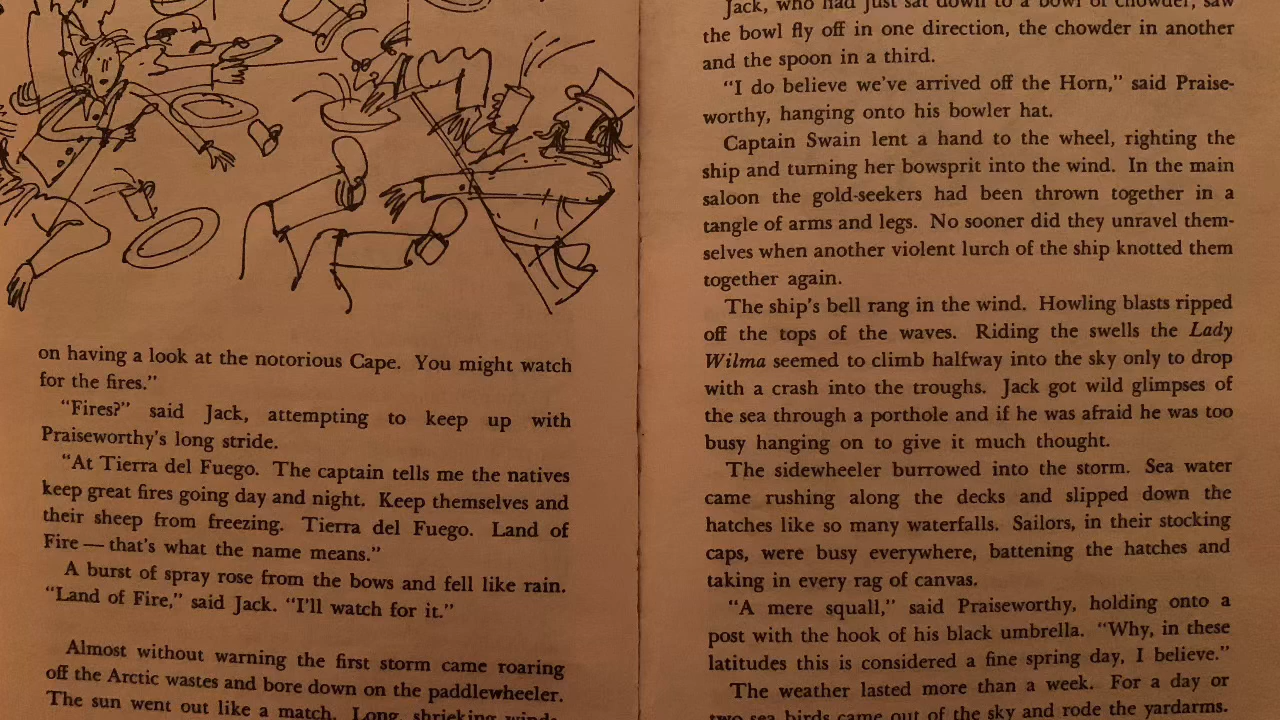 on having a look at the notorious Cape. You might watch
for the fires."
"Fires?" said Jack, attempting to keep up with
Praiseworthy's long stride.
"At Tierra del Fuego. The captain tells me the natives
keep great fires going day and night. Keep themselves and
their sheep from freezing. Tierra del Fuego. Land of
Fire — that's what the name means."
A burst of spray rose from the bows and fell like rain.
"Land of Fire," said Jack. "I'll watch for it."
Almost without warning the first storm came roaring
off the Arctic wastes and bore down on the paddlewheeler.
The sun went out like a match. Long, shrieking winds
Jack, who had just sat down to a bowl of chowder, saw
the bowl fly off in one direction, the chowder in another
and the spoon in a third.
"I do believe we've arrived off the Horn," said Praise-
worthy, hanging onto his bowler hat.
Captain Swain lent a hand to the wheel, righting the
ship and turning her bowsprit into the wind. In the main
saloon the gold-seekers had been thrown together in a
tangle of arms and legs. No sooner did they unravel them-
selves when another violent lurch of the ship knotted them
together again.
The ship's bell rang in the wind. Howling blasts ripped
off the tops of the waves. Riding the swells the Lady
Wilma seemed to climb halfway into the sky only to drop
with a crash into the troughs. Jack got wild glimpses of
the sea through a porthole and if he was afraid he was too
busy hanging on to give it much thought.
The sidewheeler burrowed into the storm. Sea water
came rushing along the decks and slipped down the
hatches like so many waterfalls. Sailors, in their stocking
caps, were busy everywhere, battening the hatches and
taking in every rag of canvas.
"A mere squall," said Praiseworthy, holding onto a
post with the hook of his black umbrella. "Why, in these
latitudes this is considered a fine spring day, I believe."
The weather lasted more than a week. For a day or
two sea birds came out of the sky and rode the yardarms.